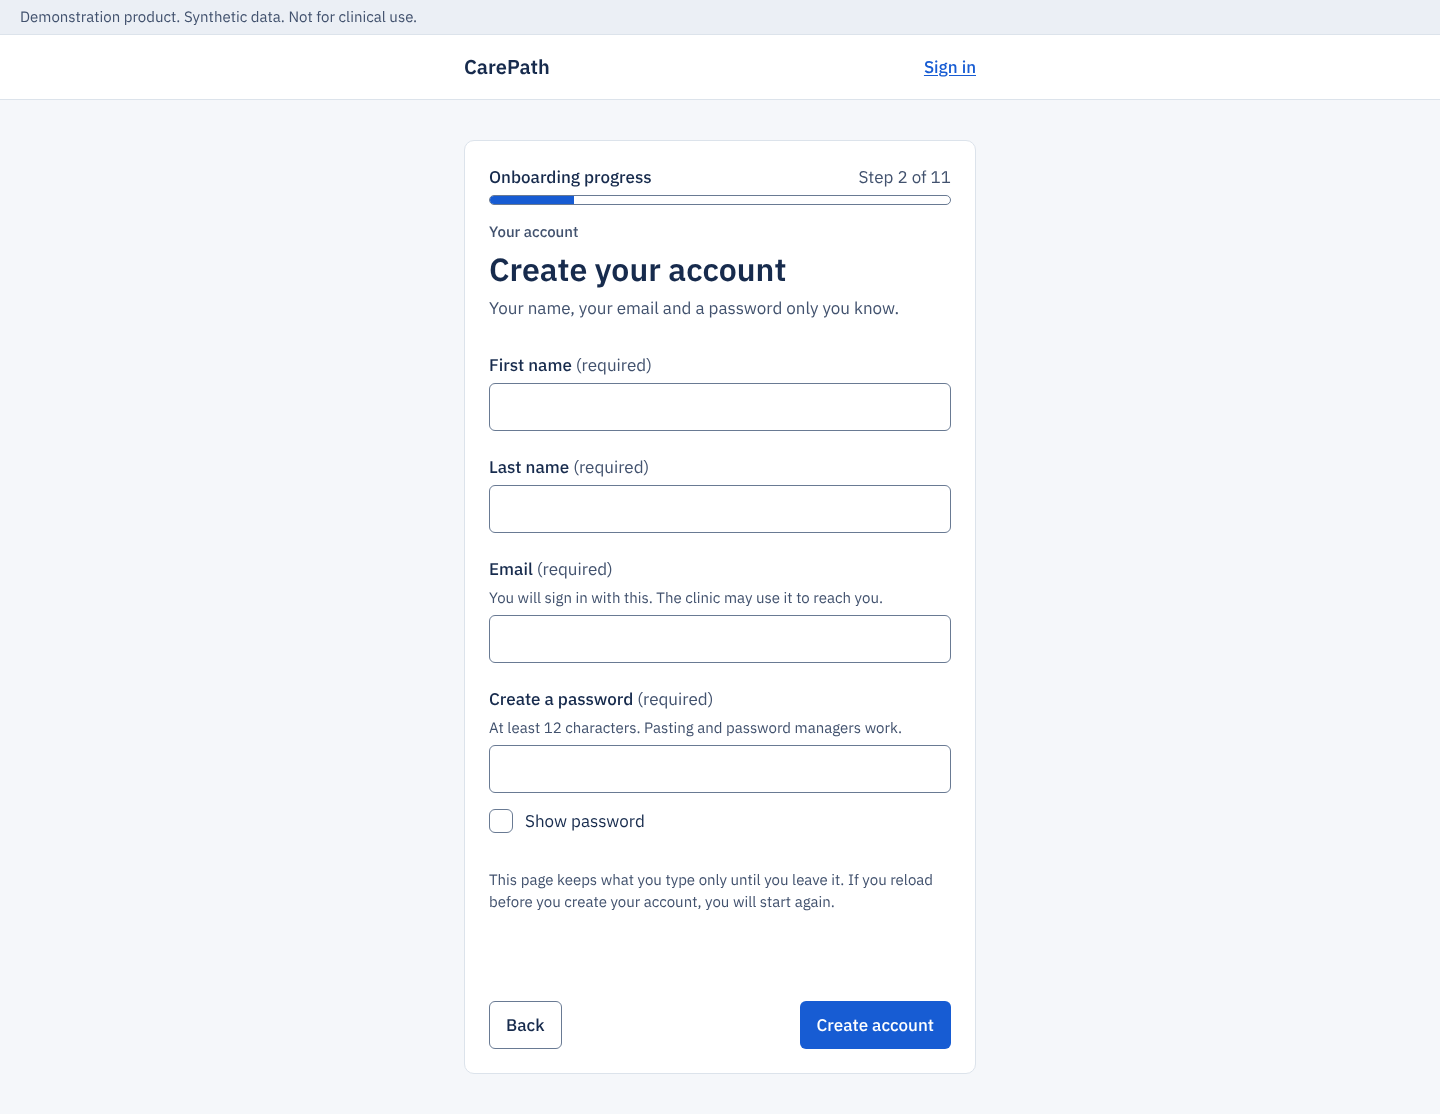 Demonstration product. Synthetic data. Not for clinical use.
CarePath
Sign in
Onboarding progress
Step 2 of 11
Your account
Create your account
Your name, your email and a password only you know.
First name (required)
Last name (required)
Email (required)
You will sign in with this. The clinic may use it to reach you.
Create a password (required)
At least 12 characters. Pasting and password managers work.
Show password
This page keeps what you type only until you leave it. If you reload
before you create your account, you will start again.
Back
Create account